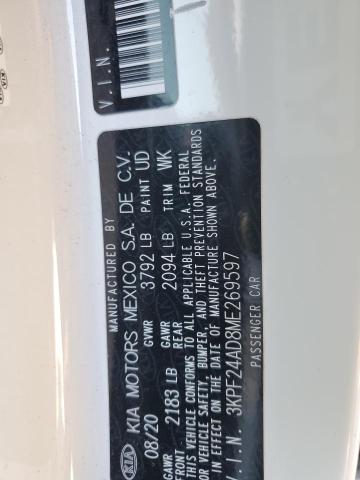 V.I.N.
KIA KIA MOTORS MEXICO S.A. DE C.V.
08/20 GVWR 3792 LB PAINT UD
GAWR FRONT 2183 LB GAWR REAR 2094 LB TRIM WK
THIS VEHICLE CONFORMS TO ALL APPLICABLE U.S.A. FEDERAL
MOTOR VEHICLE SAFETY, BUMPER, AND THEFT PREVENTION STANDARDS
IN EFFECT ON THE DATE OF MANUFACTURE SHOWN ABOVE.
V.I.N. 3KPF24AD8ME269597
PASSENGER CAR